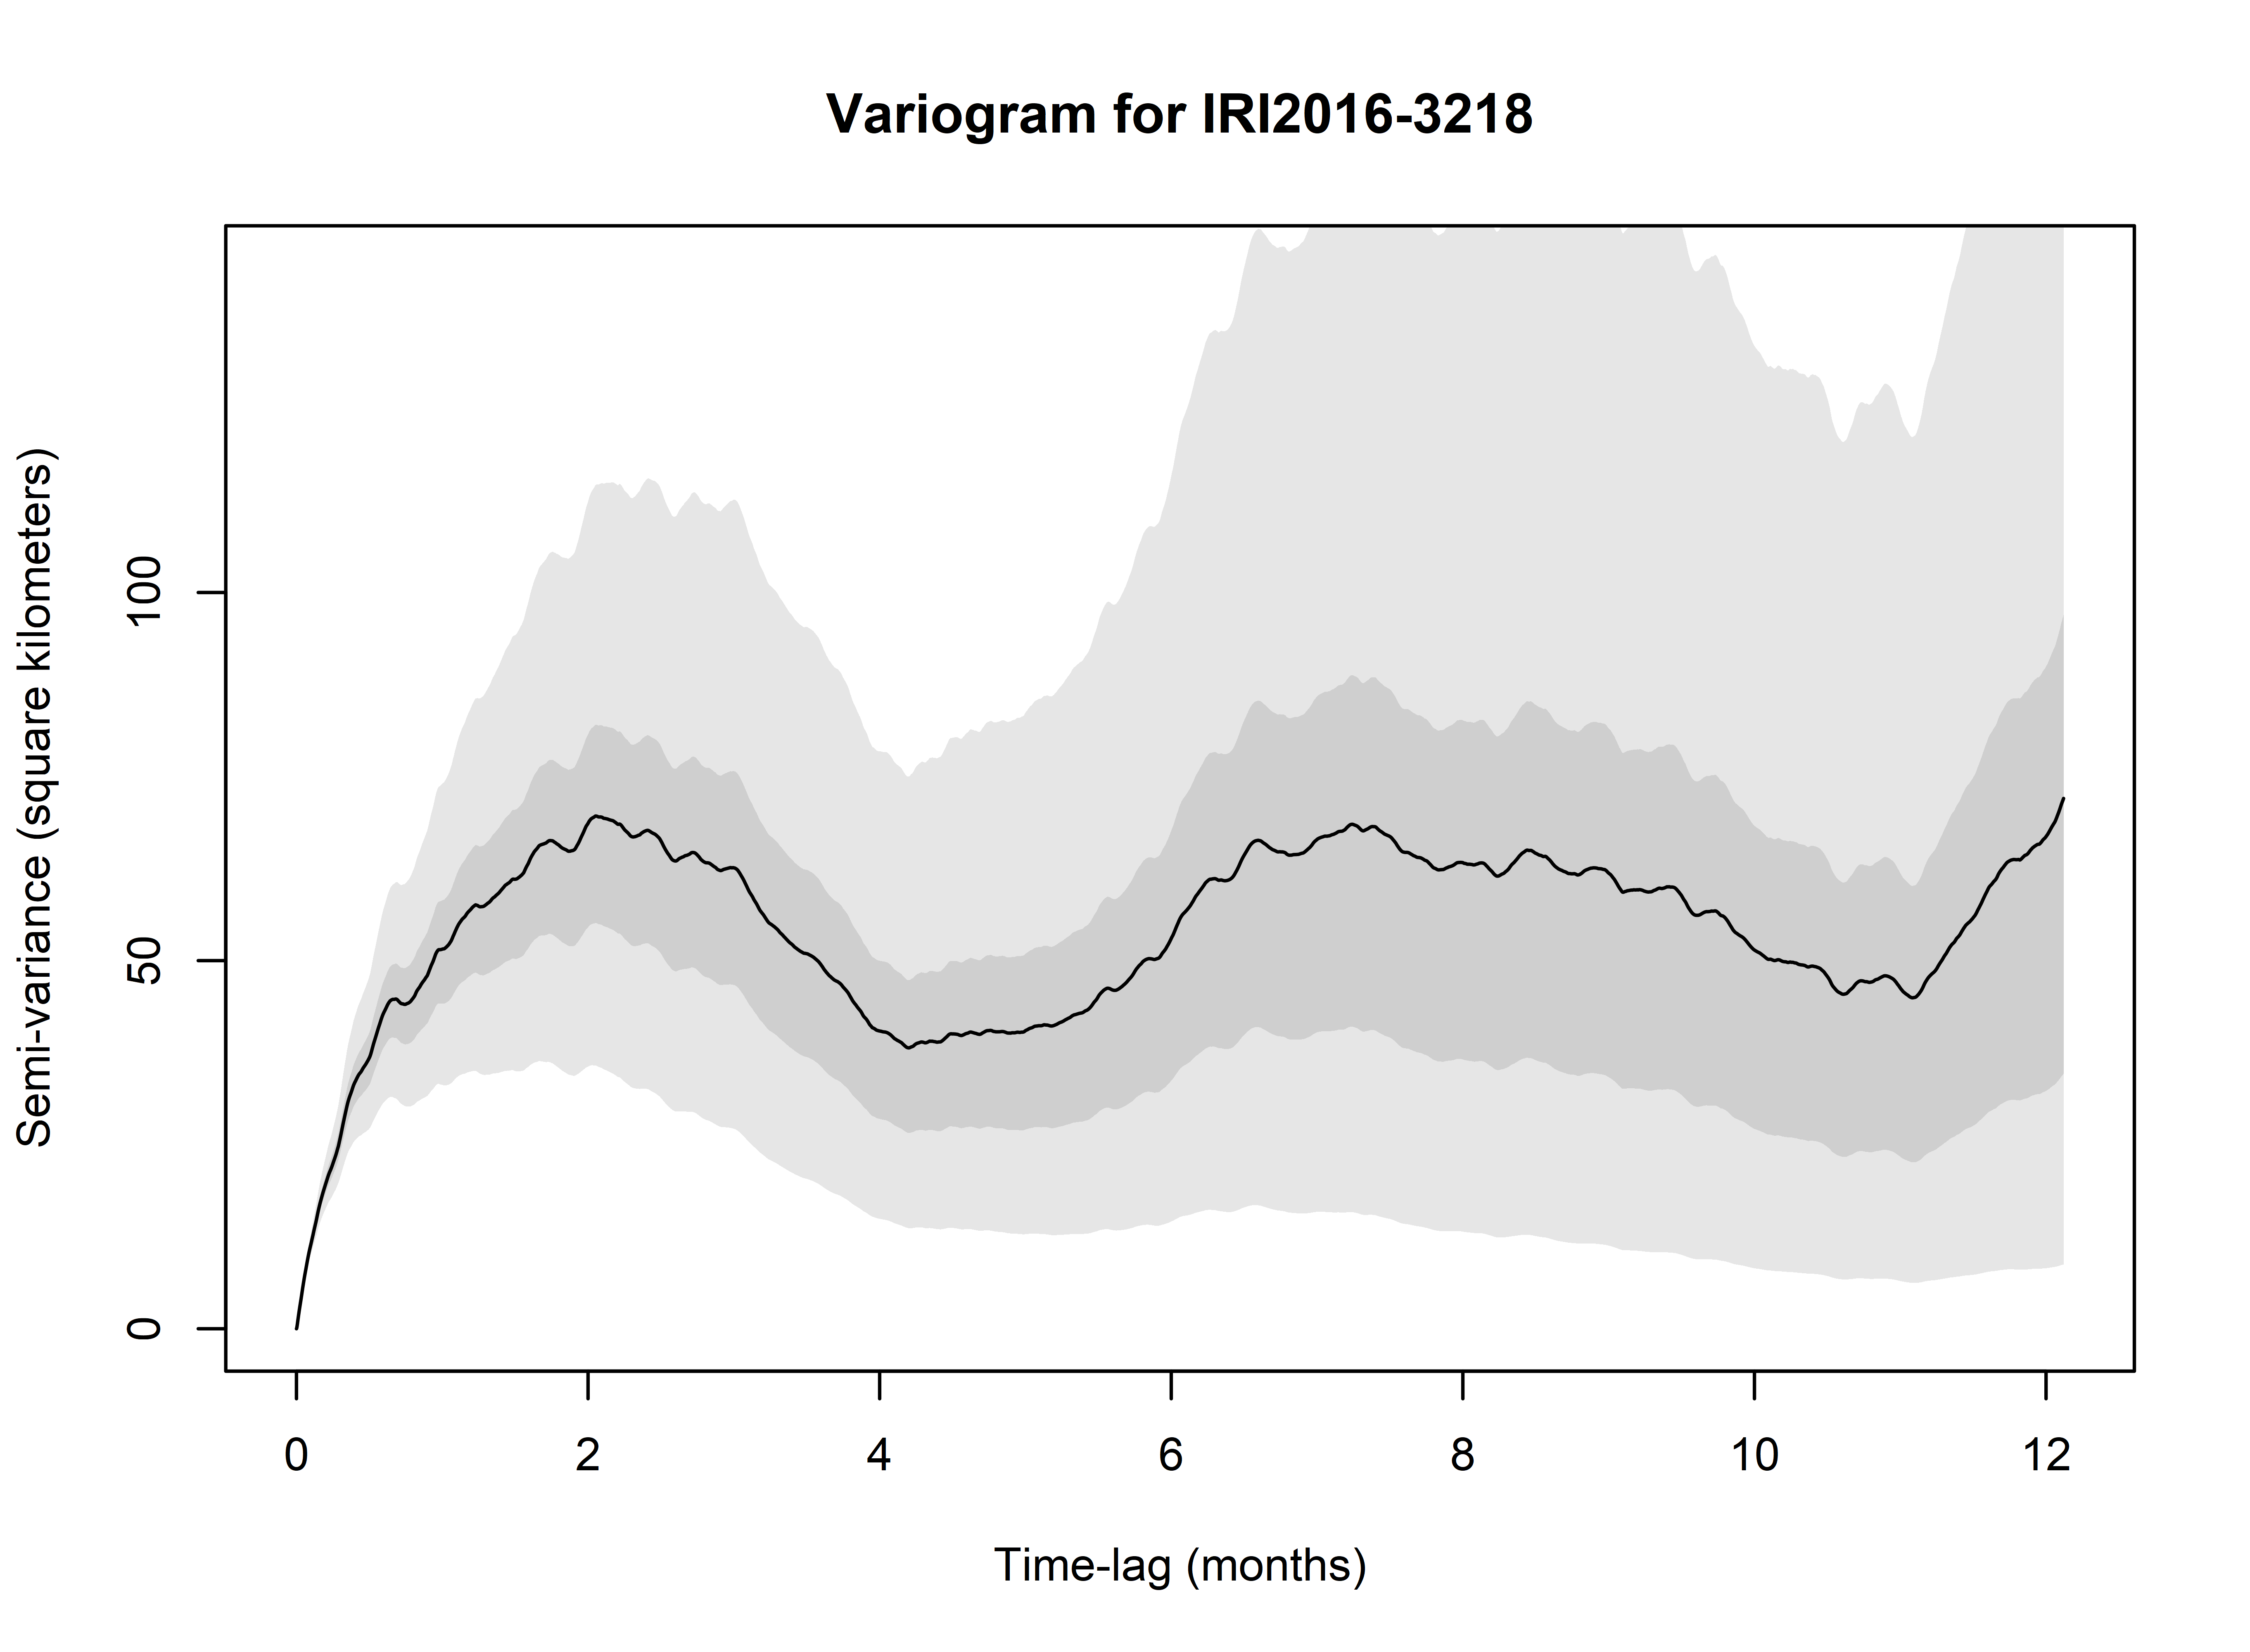 Variogram for IRI2016-3218
Semi-variance (square kilometers)
100
50
0
0 2 4 6 8 10 12
Time-lag (months)